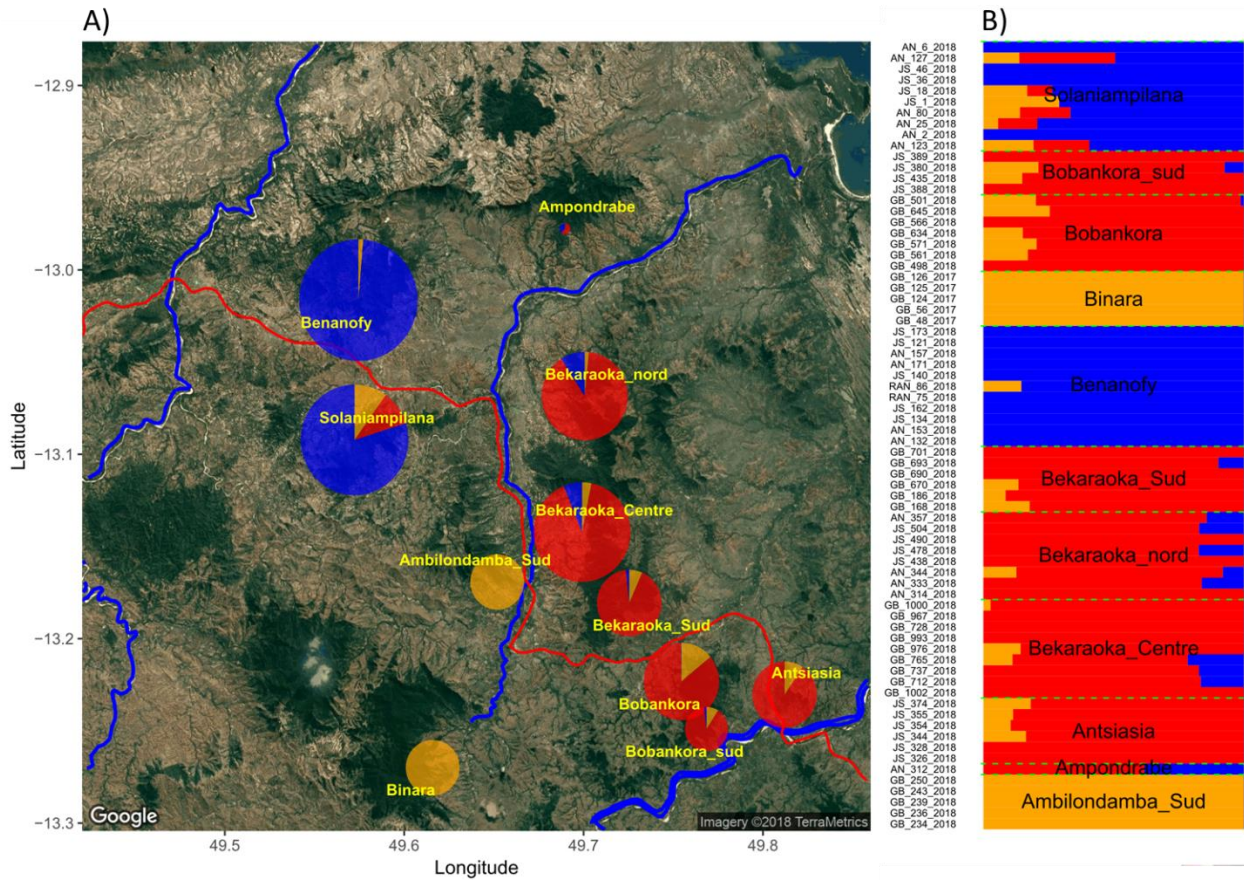 A)
B)
Latitude
−12.9
−13.0
−13.1
−13.2
−13.3
Ampondrabe
Benanofy
Bekaraoka_nord
Solaniampilana
Bekaraoka_Centre
Ambilondamba_Sud
Bekaraoka_Sud
Antsiasia
Bobankora
Bobankora_sud
Binara
Google
Imagery ©2018 TerraMetrics
49.5
49.6
49.7
49.8
Longitude
AN_6_2018
AN_127_2018
JS_46_2018
JS_36_2018
JS_18_2018
JS_1_2018
AN_80_2018
AN_25_2018
AN_2_2018
AN_123_2018
JS_389_2018
JS_380_2018
JS_435_2018
JS_388_2018
GB_501_2018
GB_645_2018
GB_566_2018
GB_634_2018
GB_571_2018
GB_561_2018
GB_498_2018
GB_126_2017
GB_125_2017
GB_124_2017
GB_56_2017
GB_48_2017
JS_173_2018
JS_121_2018
AN_157_2018
AN_171_2018
JS_140_2018
RAN_86_2018
RAN_75_2018
JS_162_2018
JS_134_2018
AN_153_2018
AN_132_2018
GB_701_2018
GB_693_2018
GB_690_2018
GB_670_2018
GB_186_2018
GB_168_2018
AN_357_2018
JS_504_2018
JS_490_2018
JS_478_2018
JS_438_2018
AN_344_2018
AN_333_2018
AN_314_2018
GB_1000_2018
GB_967_2018
GB_728_2018
GB_993_2018
GB_976_2018
GB_765_2018
GB_737_2018
GB_712_2018
GB_1002_2018
JS_374_2018
JS_355_2018
JS_354_2018
JS_344_2018
JS_328_2018
JS_326_2018
AN_312_2018
GB_250_2018
GB_243_2018
GB_239_2018
GB_236_2018
GB_234_2018
Solaniampilana
Bobankora_sud
Bobankora
Binara
Benanofy
Bekaraoka_Sud
Bekaraoka_nord
Bekaraoka_Centre
Antsiasia
Ampondrabe
Ambilondamba_Sud